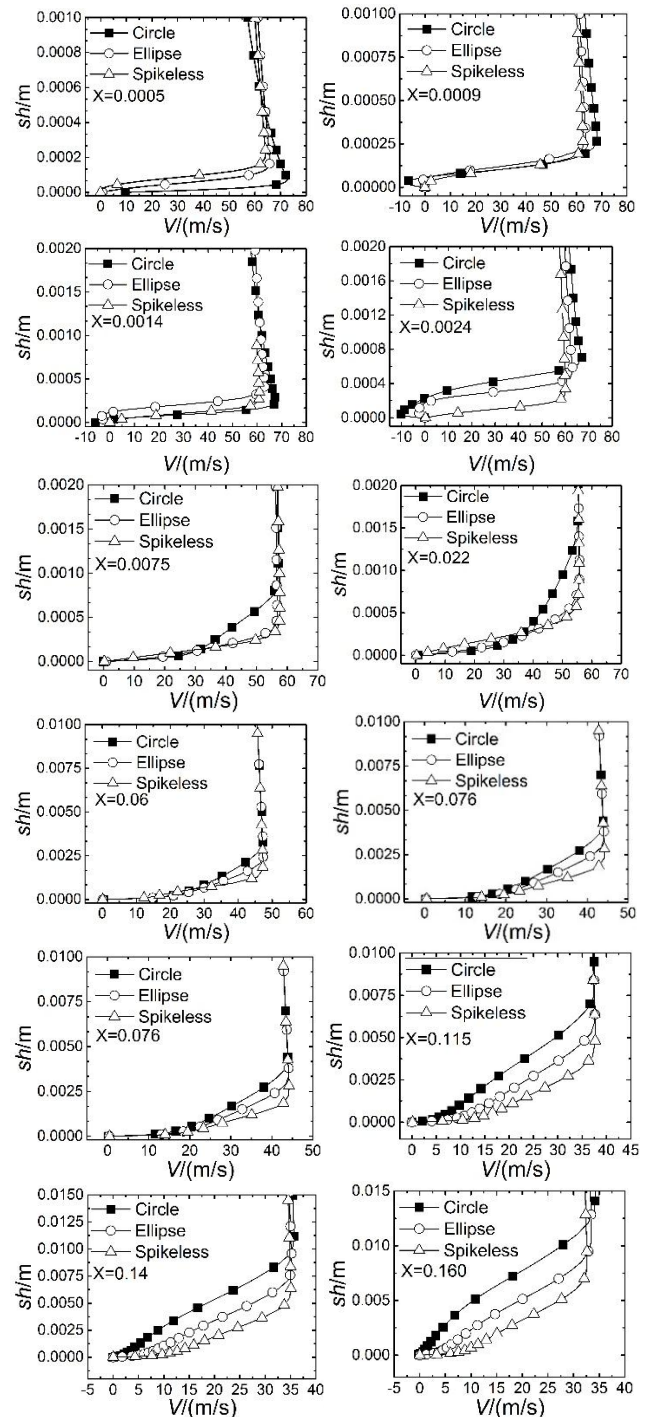 0.0010
0.0008
0.0006
0.0004
0.0002
0.0000
sh/m
Circle
Ellipse
Spikeless
X=0.0005
0 10 20 30 40 50 60 70 80
V/(m/s)
0.00100
0.00075
0.00050
0.00025
0.00000
sh/m
Circle
Ellipse
Spikeless
X=0.0009
-10 0 10 20 30 40 50 60 70 80
V/(m/s)
0.0020
0.0015
0.0010
0.0005
0.0000
sh/m
Circle
Ellipse
Spikeless
X=0.0014
-10 0 10 20 30 40 50 60 70 80
V/(m/s)
0.0020
0.0016
0.0012
0.0008
0.0004
0.0000
sh/m
Circle
Ellipse
Spikeless
X=0.0024
-10 0 10 20 30 40 50 60 70 80
V/(m/s)
0.0020
0.0015
0.0010
0.0005
0.0000
sh/m
Circle
Ellipse
Spikeless
X=0.0075
0 10 20 30 40 50 60 70
V/(m/s)
0.0020
0.0015
0.0010
0.0005
0.0000
sh/m
Circle
Ellipse
Spikeless
X=0.022
0 10 20 30 40 50 60 70
V/(m/s)
0.0100
0.0075
0.0050
0.0025
0.0000
sh/m
Circle
Ellipse
Spikeless
X=0.06
0 10 20 30 40 50 60
V/(m/s)
0.0100
0.0075
0.0050
0.0025
0.0000
sh/m
Circle
Ellipse
Spikeless
X=0.076
0 10 20 30 40 50
V/(m/s)
0.0100
0.0075
0.0050
0.0025
0.0000
sh/m
Circle
Ellipse
Spikeless
X=0.076
0 10 20 30 40 50
V/(m/s)
0.0100
0.0075
0.0050
0.0025
0.0000
sh/m
Circle
Ellipse
Spikeless
X=0.115
0 5 10 15 20 25 30 35 40 45
V/(m/s)
0.0150
0.0125
0.0100
0.0075
0.0050
0.0025
0.0000
sh/m
Circle
Ellipse
Spikeless
X=0.14
-5 0 5 10 15 20 25 30 35 40
V/(m/s)
0.015
0.010
0.005
0.000
sh/m
Circle
Ellipse
Spikeless
X=0.160
-5 0 5 10 15 20 25 30 35 40
V/(m/s)